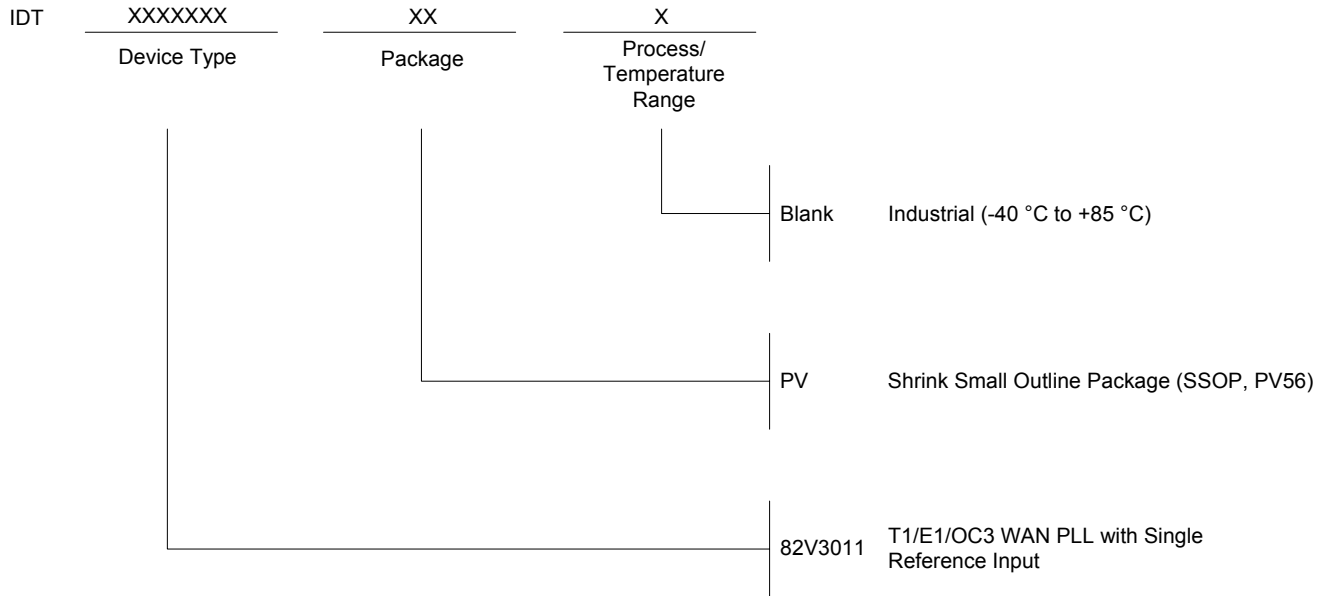 IDT XXXXXXX XX X
Device Type Package Process/
Temperature
Range
Blank Industrial (-40 °C to +85 °C)
PV Shrink Small Outline Package (SSOP, PV56)
82V3011 T1/E1/OC3 WAN PLL with Single
Reference Input